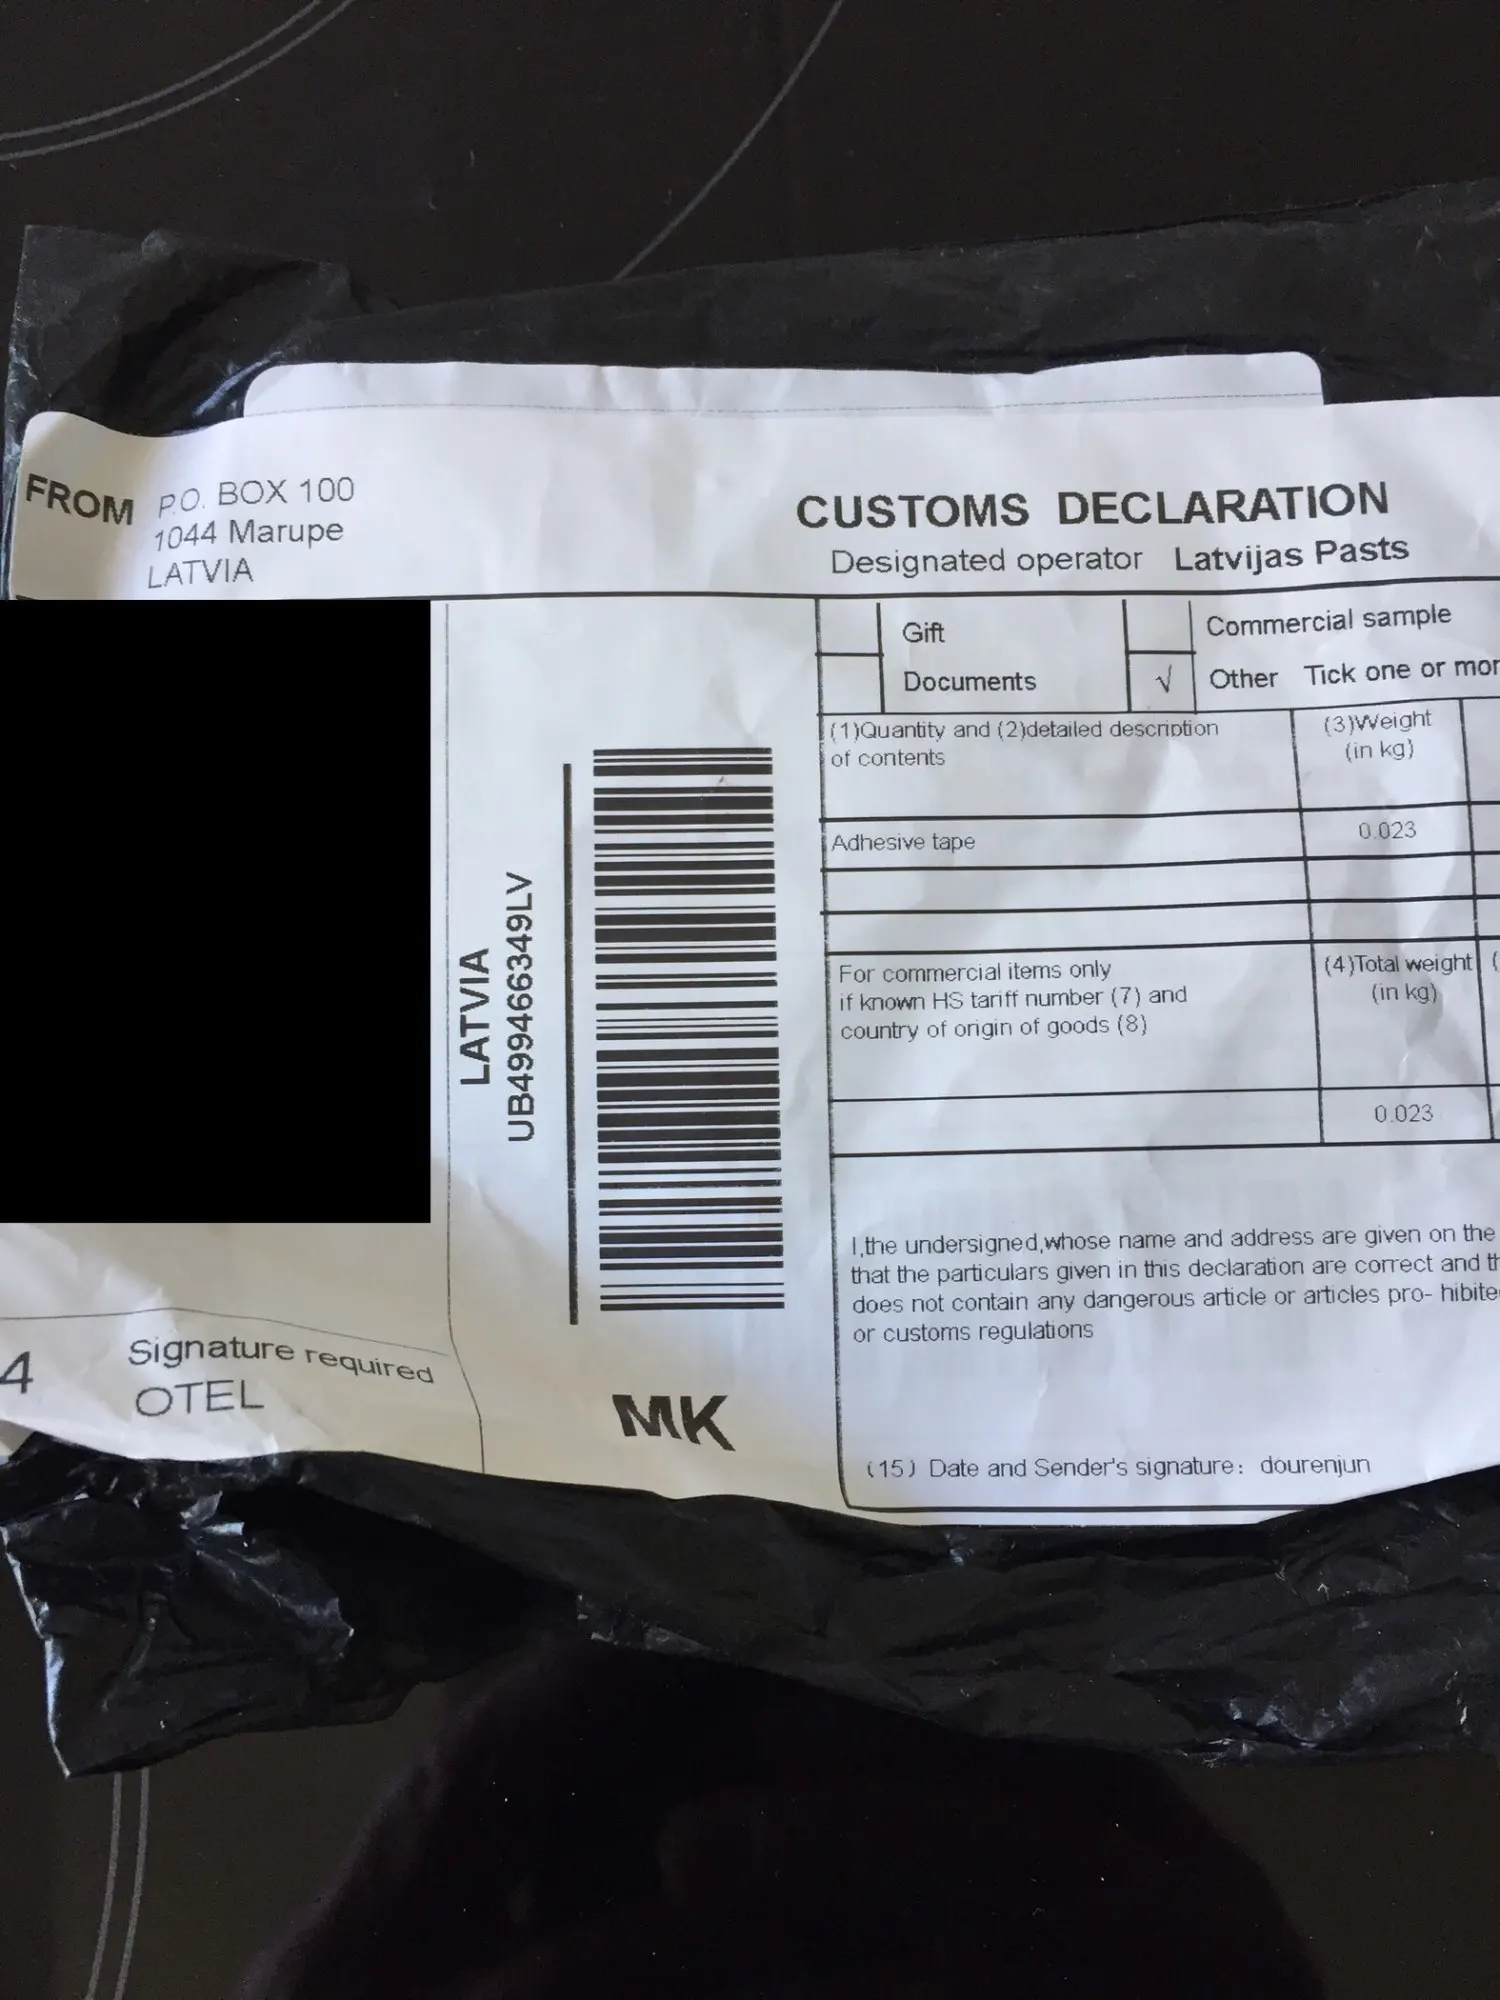 FROM P.O. BOX 100
1044 Marupe
LATVIA
CUSTOMS DECLARATION
Designated operator Latvijas Pasts
Gift
Commercial sample
Documents
√ Other Tick one or mor
(1)Quantity and (2)detailed description
of contents
(3)Weight
(in kg)
Adhesive tape
0.023
For commercial items only
if known HS tariff number (7) and
country of origin of goods (8)
(4)Total weight
(in kg)
(
0.023
LATVIA
UB499466349LV
I,the undersigned,whose name and address are given on the
that the particulars given in this declaration are correct and th
does not contain any dangerous article or articles pro- hibite
or customs regulations
4
Signature required
OTEL
MK
(15) Date and Sender's signature: dourenjun